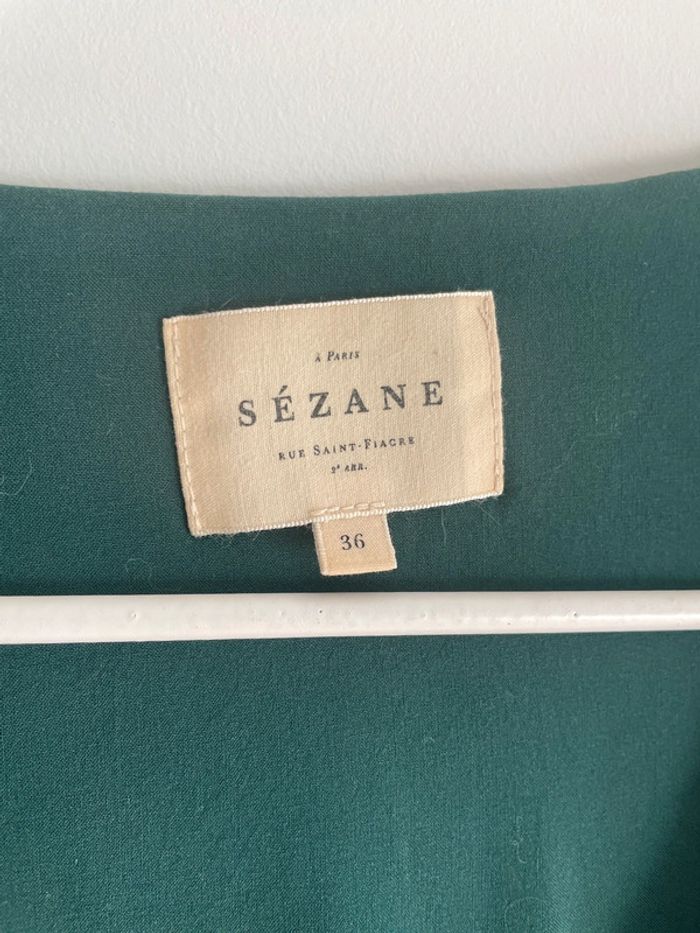 À PARIS
SÉZANE
RUE SAINT-FIACRE
2ᵉ ARR.
36